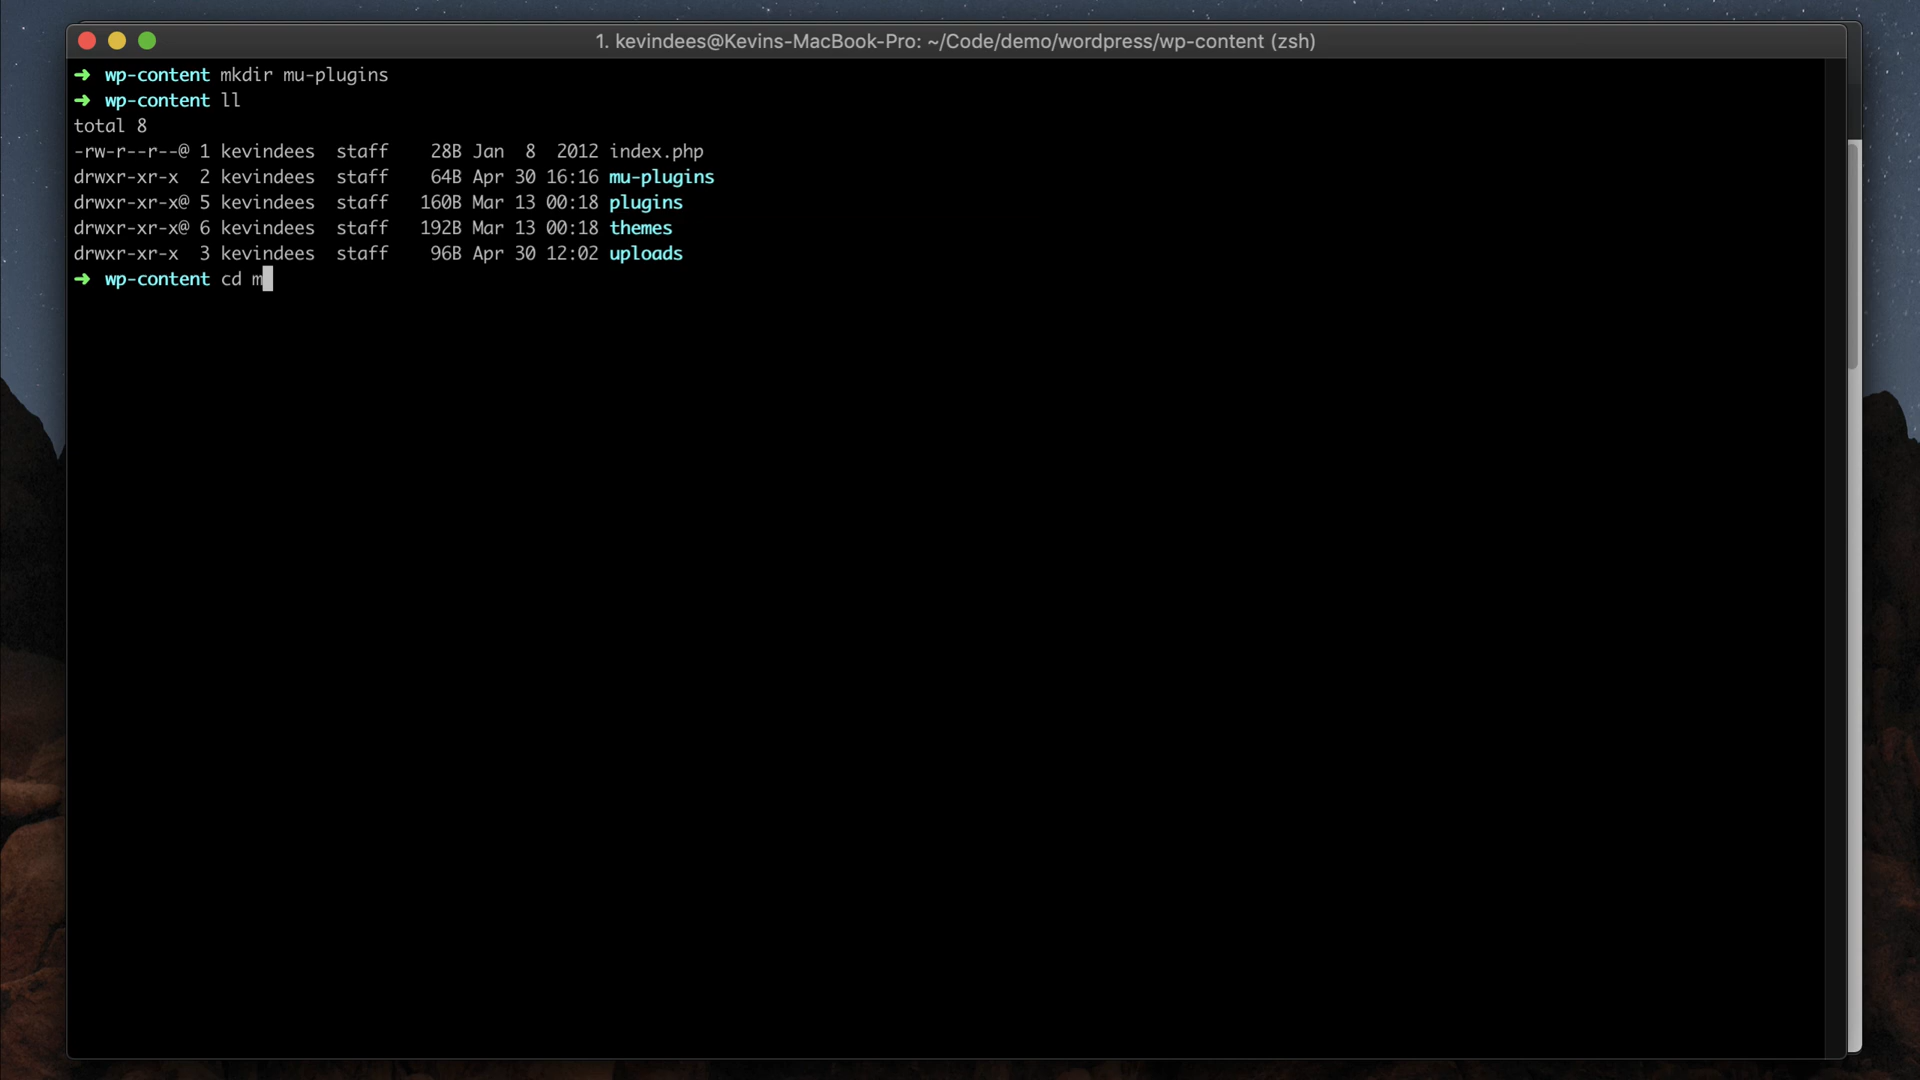 1. kevindees@Kevins-MacBook-Pro: ~/Code/demo/wordpress/wp-content (zsh)
➜ wp-content mkdir mu-plugins
➜ wp-content ll
total 8
-rw-r--r--@ 1 kevindees staff 28B Jan 8 2012 index.php
drwxr-xr-x 2 kevindees staff 64B Apr 30 16:16 mu-plugins
drwxr-xr-x@ 5 kevindees staff 160B Mar 13 00:18 plugins
drwxr-xr-x@ 6 kevindees staff 192B Mar 13 00:18 themes
drwxr-xr-x 3 kevindees staff 96B Apr 30 12:02 uploads
➜ wp-content cd m